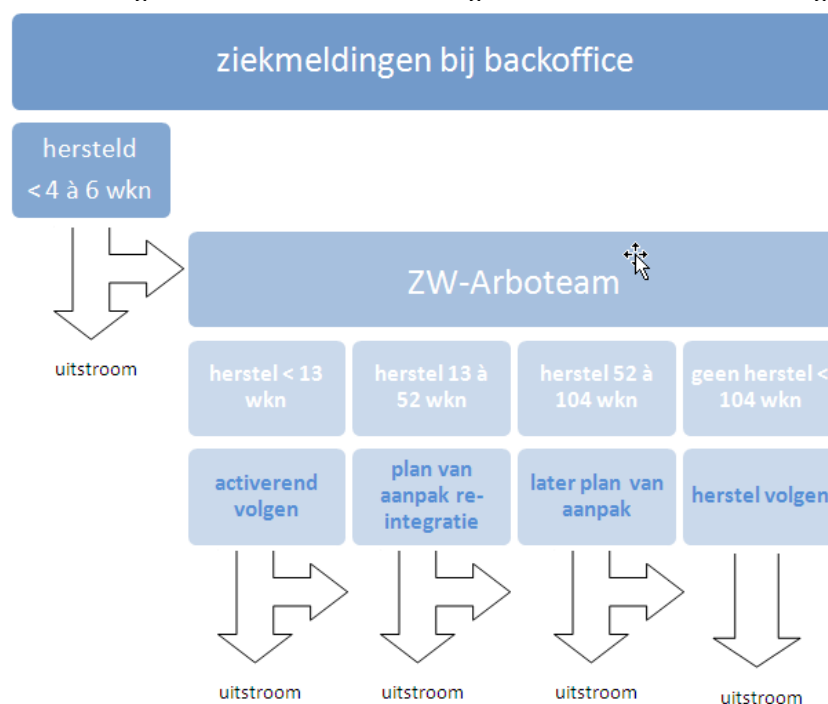 ziekmeldingen bij backoffice
hersteld
< 4 à 6 wkn
ZW-Arboteam
uitstroom
herstel < 13
wkn
herstel 13 à
52 wkn
herstel 52 à
104 wkn
geen herstel <
104 wkn
activerend
volgen
plan van
aanpak re-
integratie
later plan van
aanpak
herstel volgen
uitstroom
uitstroom
uitstroom
uitstroom